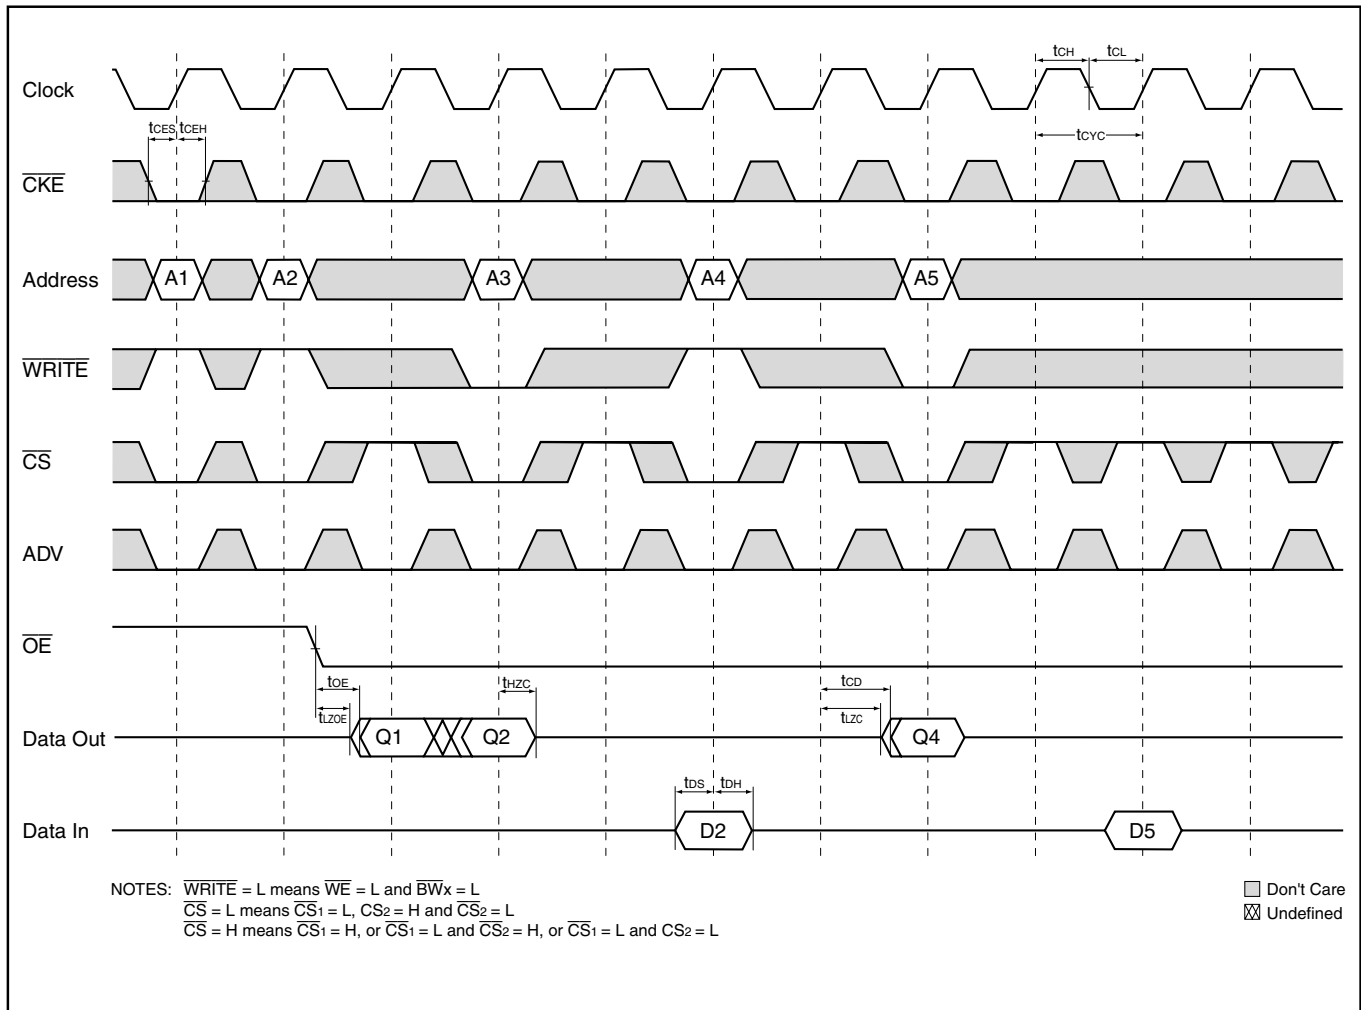 Clock
tCH
tCL
tCYC
tCES
tCEH
CKE
Address
A1
A2
A3
A4
A5
WRITE
CS
ADV
OE
tOE
tLZOE
tHZC
tCD
tLZC
Data Out
Q1
Q2
Q4
tDS
tDH
Data In
D2
D5
NOTES: WRITE = L means WE = L and BWx = L
CS = L means CS1 = L, CS2 = H and CS2 = L
CS = H means CS1 = H, or CS1 = L and CS2 = H, or CS1 = L and CS2 = L
Don't Care
Undefined